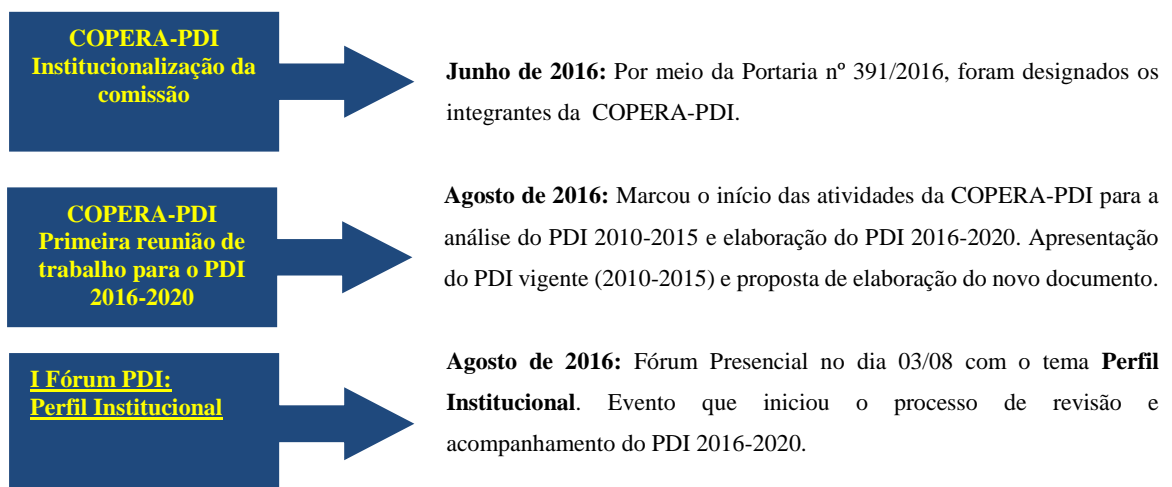 COPERA-PDI
Institucionalização da
comissão
Junho de 2016: Por meio da Portaria nº 391/2016, foram designados os
integrantes da COPERA-PDI.
COPERA-PDI
Primeira reunião de
trabalho para o PDI
2016-2020
Agosto de 2016: Marcou o início das atividades da COPERA-PDI para a
análise do PDI 2010-2015 e elaboração do PDI 2016-2020. Apresentação
do PDI vigente (2010-2015) e proposta de elaboração do novo documento.
I Fórum PDI:
Perfil Institucional
Agosto de 2016: Fórum Presencial no dia 03/08 com o tema Perfil
Institucional. Evento que iniciou o processo de revisão e
acompanhamento do PDI 2016-2020.